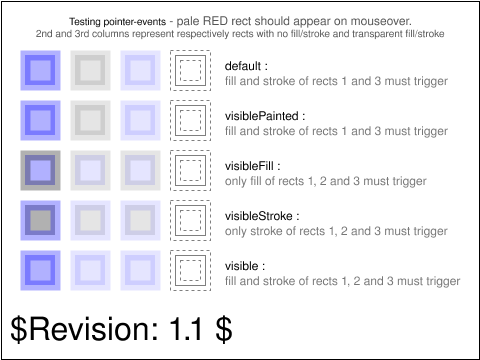 Testing pointer-events - pale RED rect should appear on mouseover.
2nd and 3rd columns represent respectively rects with no fill/stroke and transparent fill/stroke
default :
fill and stroke of rects 1 and 3 must trigger
visiblePainted :
fill and stroke of rects 1 and 3 must trigger
visibleFill :
only fill of rects 1, 2 and 3 must trigger
visibleStroke :
only stroke of rects 1, 2 and 3 must trigger
visible :
fill and stroke of rects 1, 2 and 3 must trigger
$Revision: 1.1 $